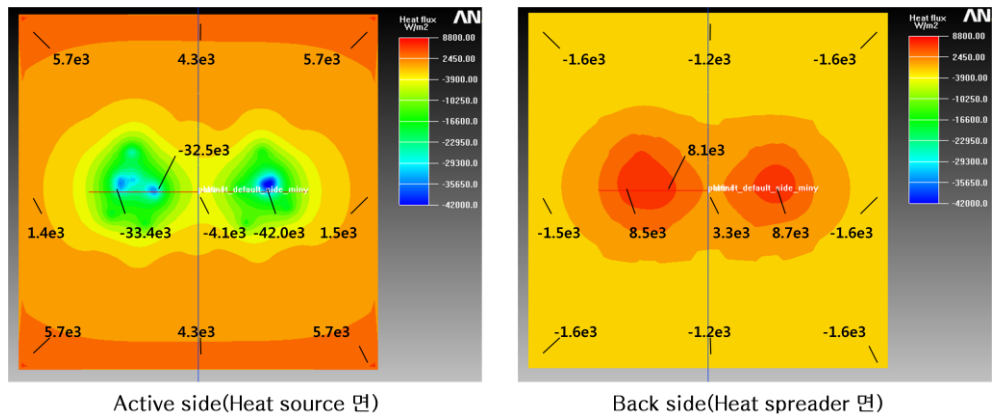 Heat flux
W/m2
8800.00
2450.00
-3900.00
-10250.0
-16600.0
-22950.0
-29300.0
-35650.0
-42000.0
5.7e3
4.3e3
5.7e3
-32.5e3
_default_side_miny
1.4e3
-33.4e3
-4.1e3
-42.0e3
1.5e3
5.7e3
4.3e3
5.7e3
Active side(Heat source 면)
Heat flux
W/m2
8800.00
2450.00
-3900.00
-10250.0
-16600.0
-22950.0
-29300.0
-35650.0
-42000.0
-1.6e3
-1.2e3
-1.6e3
8.1e3
_default_side_miny
-1.5e3
8.5e3
3.3e3
8.7e3
-1.6e3
-1.6e3
-1.2e3
-1.6e3
Back side(Heat spreader 면)